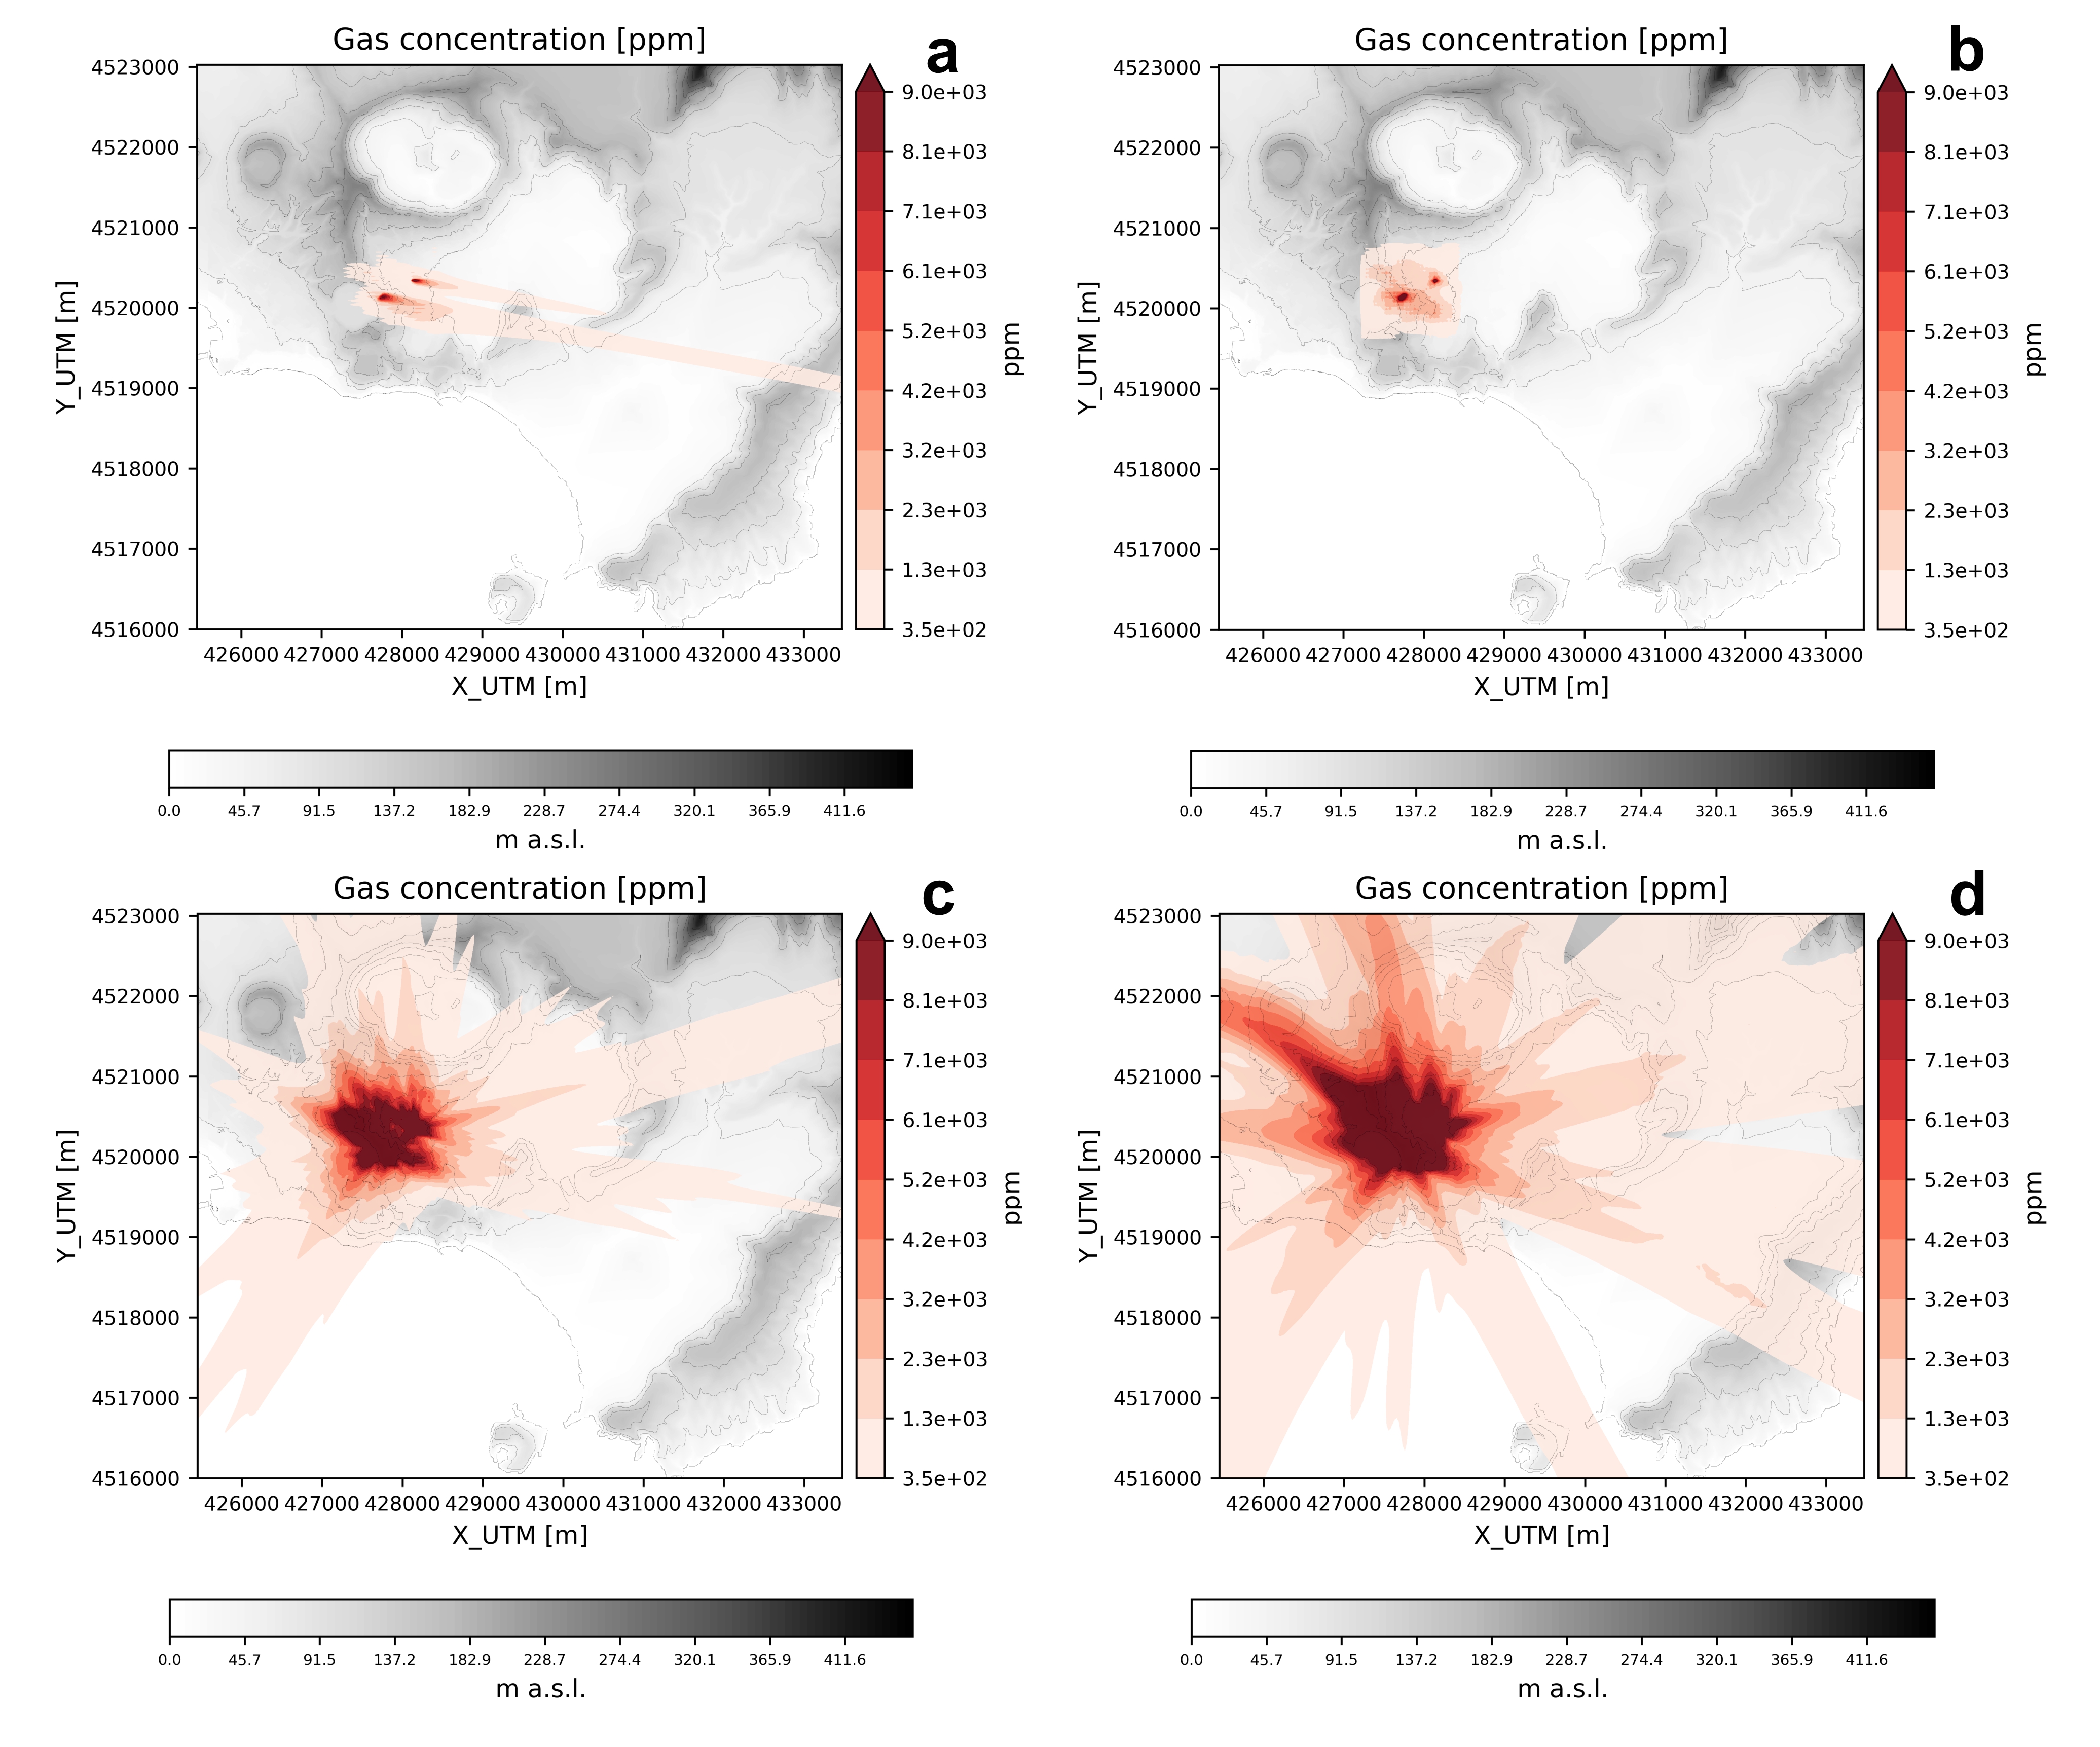 Gas concentration [ppm]
a
4523000
4522000
4521000
4520000
4519000
4518000
4517000
4516000
Y_UTM [m]
426000 427000 428000 429000 430000 431000 432000 433000
X_UTM [m]
9.0e+03
8.1e+03
7.1e+03
6.1e+03
5.2e+03
4.2e+03
3.2e+03
2.3e+03
1.3e+03
3.5e+02
ppm
0.0 45.7 91.5 137.2 182.9 228.7 274.4 320.1 365.9 411.6
m a.s.l.
Gas concentration [ppm]
b
4523000
4522000
4521000
4520000
4519000
4518000
4517000
4516000
Y_UTM [m]
426000 427000 428000 429000 430000 431000 432000 433000
X_UTM [m]
9.0e+03
8.1e+03
7.1e+03
6.1e+03
5.2e+03
4.2e+03
3.2e+03
2.3e+03
1.3e+03
3.5e+02
ppm
0.0 45.7 91.5 137.2 182.9 228.7 274.4 320.1 365.9 411.6
m a.s.l.
Gas concentration [ppm]
c
4523000
4522000
4521000
4520000
4519000
4518000
4517000
4516000
Y_UTM [m]
426000 427000 428000 429000 430000 431000 432000 433000
X_UTM [m]
9.0e+03
8.1e+03
7.1e+03
6.1e+03
5.2e+03
4.2e+03
3.2e+03
2.3e+03
1.3e+03
3.5e+02
ppm
0.0 45.7 91.5 137.2 182.9 228.7 274.4 320.1 365.9 411.6
m a.s.l.
Gas concentration [ppm]
d
4523000
4522000
4521000
4520000
4519000
4518000
4517000
4516000
Y_UTM [m]
426000 427000 428000 429000 430000 431000 432000 433000
X_UTM [m]
9.0e+03
8.1e+03
7.1e+03
6.1e+03
5.2e+03
4.2e+03
3.2e+03
2.3e+03
1.3e+03
3.5e+02
ppm
0.0 45.7 91.5 137.2 182.9 228.7 274.4 320.1 365.9 411.6
m a.s.l.